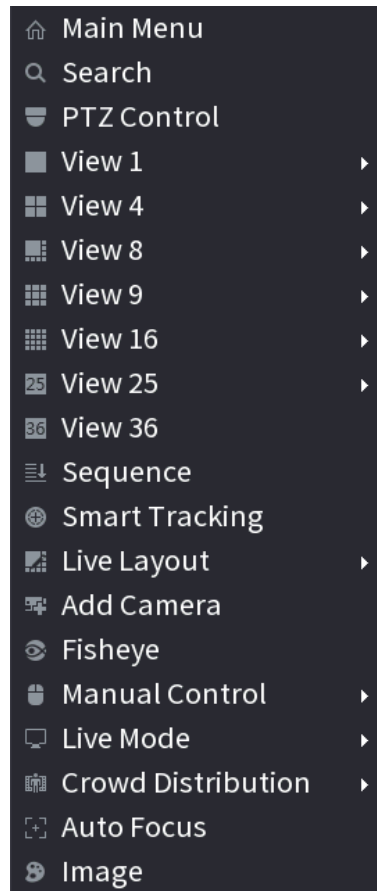 Main Menu
Search
PTZ Control
View 1
View 4
View 8
View 9
View 16
25 View 25
36 View 36
Sequence
Smart Tracking
Live Layout
Add Camera
Fisheye
Manual Control
Live Mode
Crowd Distribution
Auto Focus
Image